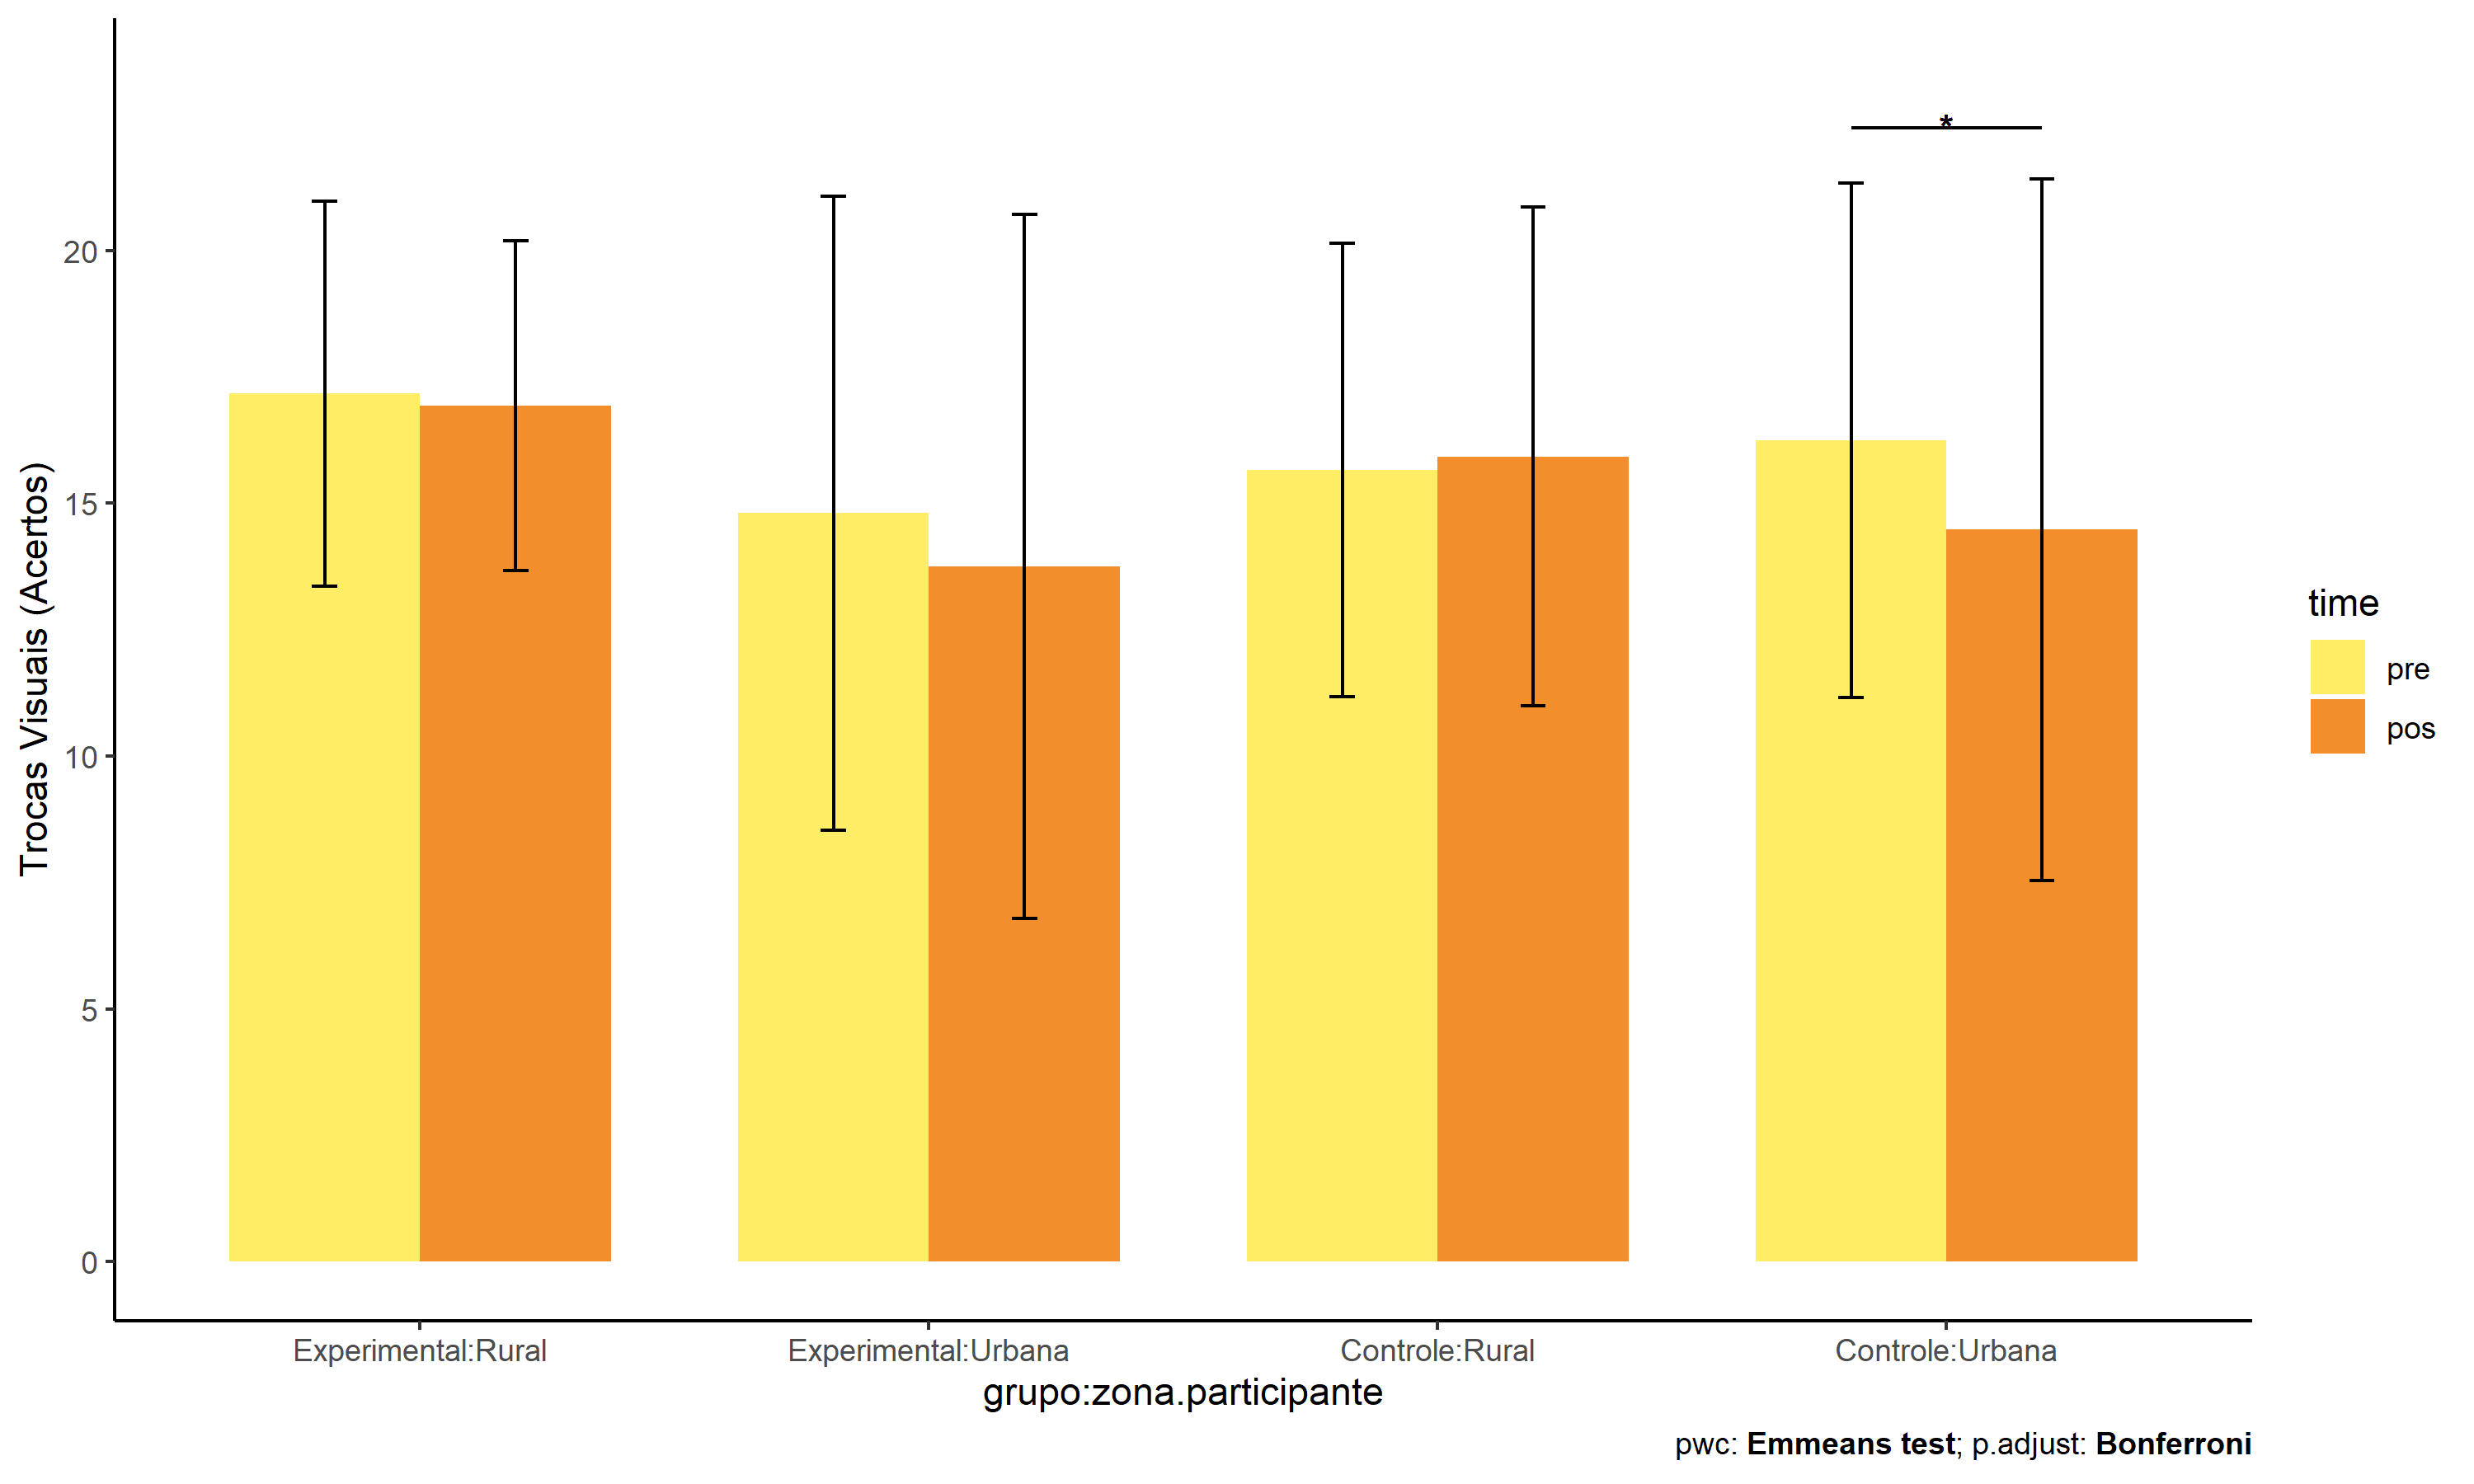 *
20
15
10
5
0
Trocas Visuais (Acertos)
Experimental:Rural
Experimental:Urbana
Controle:Rural
Controle:Urbana
grupo:zona.participante
time
pre
pos
pwc: Emmeans test; p.adjust: Bonferroni